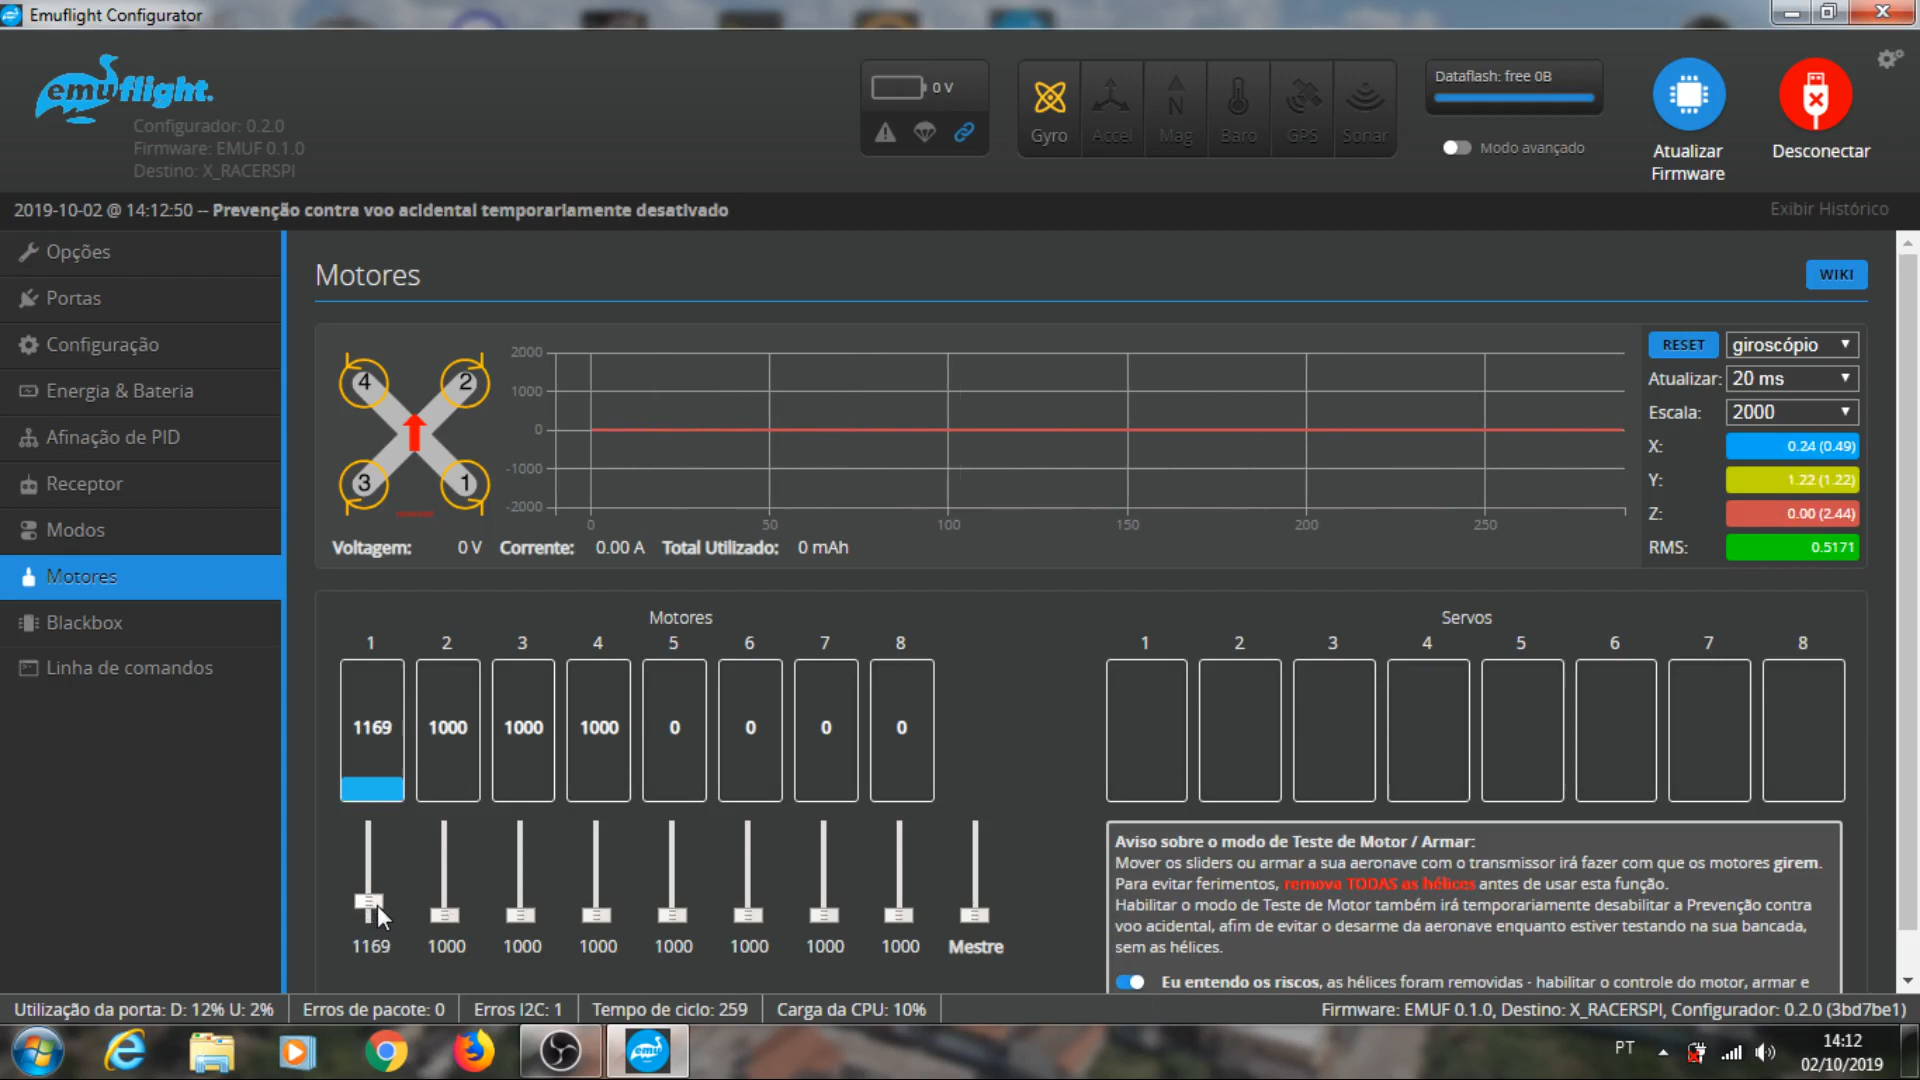 Emuflight Configurator
emuflight.
Configurador: 0.2.0
Firmware: EMUF 0.1.0
Destino: X_RACERSPI
0 V
Gyro
Accel
Mag
Baro
GPS
Sonar
Dataflash: free 0B
Modo avançado
Atualizar
Firmware
Desconectar
2019-10-02 @ 14:12:50 -- Prevenção contra voo acidental temporariamente desativado
Exibir Histórico
Opções
Portas
Configuração
Energia & Bateria
Afinação de PID
Receptor
Modos
Motores
Blackbox
Linha de comandos
Motores
WIKI
4 2
3 1
2000
1000
0
-1000
-2000
0 50 100 150 200 250
RESET giroscópio
Atualizar: 20 ms
Escala: 2000
X: 0.24 (0.49)
Y: 1.22 (1.22)
Z: 0.00 (2.44)
RMS: 0.5171
Voltagem: 0 V Corrente: 0.00 A Total Utilizado: 0 mAh
Motores
1 2 3 4 5 6 7 8
1169 1000 1000 1000 0 0 0 0
1169 1000 1000 1000 1000 1000 1000 1000 Mestre
Servos
1 2 3 4 5 6 7 8
Aviso sobre o modo de Teste de Motor / Armar:
Mover os sliders ou armar a sua aeronave com o transmissor irá fazer com que os motores girem.
Para evitar ferimentos, remova TODAS as hélices antes de usar esta função.
Habilitar o modo de Teste de Motor também irá temporariamente desabilitar a Prevenção contra
voo acidental, afim de evitar o desarme da aeronave enquanto estiver testando na sua bancada,
sem as hélices.
Eu entendo os riscos, as hélices foram removidas - habilitar o controle do motor, armar e
Utilização da porta: D: 12% U: 2% Erros de pacote: 0 Erros I2C: 1 Tempo de ciclo: 259 Carga da CPU: 10% Firmware: EMUF 0.1.0, Destino: X_RACERSPI, Configurador: 0.2.0 (3bd7be1)
emu
PT
14:12
02/10/2019